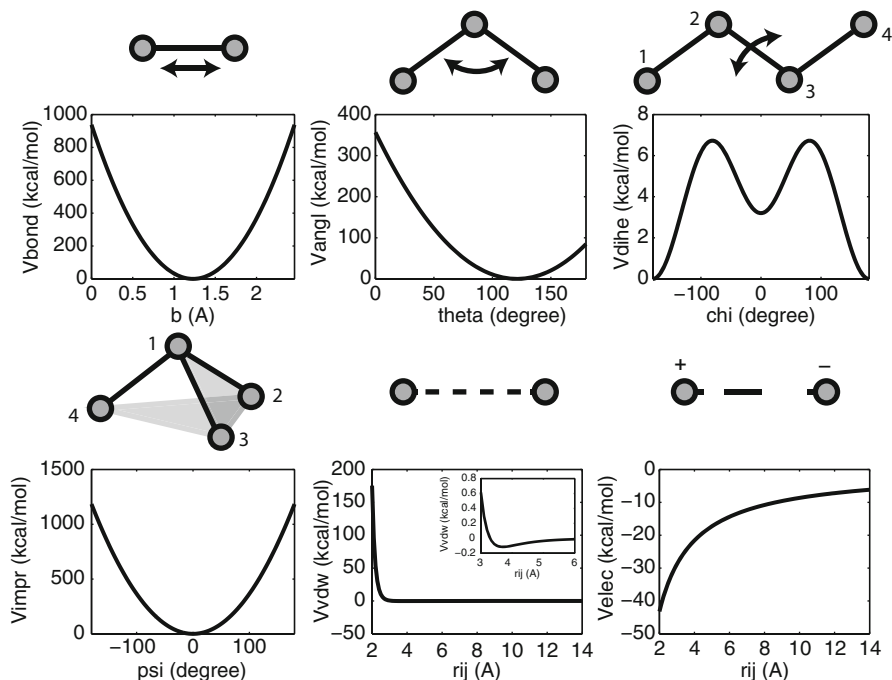 2
4
1
3
1000
800
600
400
200
0
Vbond (kcal/mol)
0 0.5 1 1.5 2
b (A)
400
300
200
100
0
Vangl (kcal/mol)
0 50 100 150
theta (degree)
8
6
4
2
0
Vdihe (kcal/mol)
−100 0 100
chi (degree)
1
2
4
3
+ −
1500
1000
500
0
Vimpr (kcal/mol)
−100 0 100
psi (degree)
200
150
100
50
0
−50
Vvdw (kcal/mol)
2 4 6 8 10 12 14
rij (A)
0.8
0.6
0.4
0.2
0
−0.2
Vvdw (kcal/mol)
3 4 5 6
rij (A)
0
−10
−20
−30
−40
−50
Velec (kcal/mol)
2 4 6 8 10 12 14
rij (A)